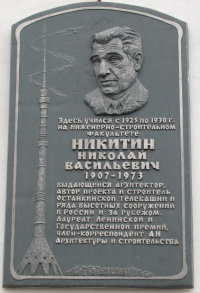 Здесь учился с 1925 по 1930 г.
на инженерно-строительном
факультете
НИКИТИН
НИКОЛАЙ
ВАСИЛЬЕВИЧ
1907-1973
выдающийся архитектор,
автор проекта и строитель
Останкинской телебашни и
ряда высотных сооружений
в России и за рубежом.
Лауреат Ленинской и
Государственной премий,
член-корреспондент АН
Архитектуры и строительства